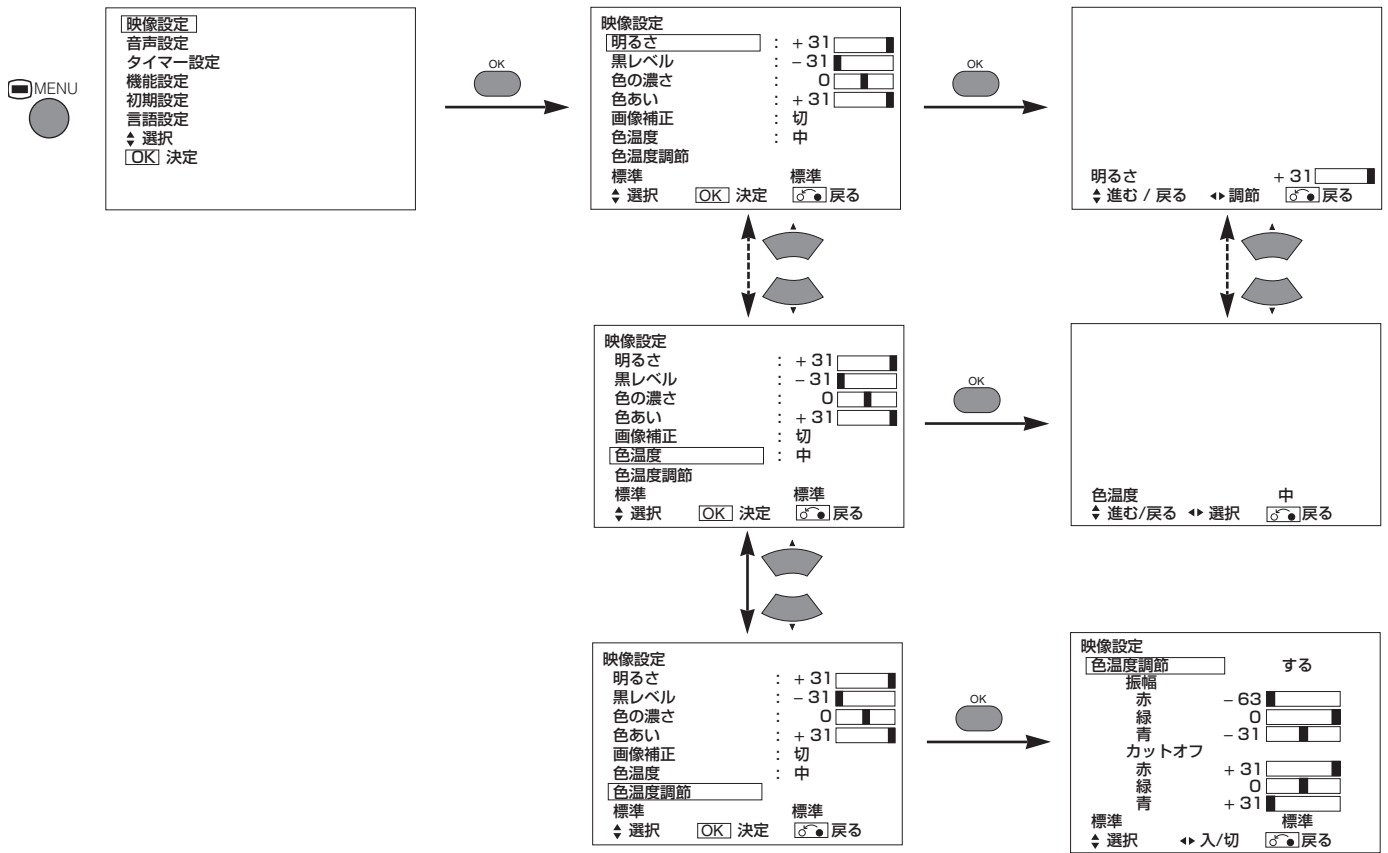 MENU
映像設定
音声設定
タイマー設定
機能設定
初期設定
言語設定
選択
OK 決定
OK
映像設定
明るさ : + 31
黒レベル : – 31
色の濃さ : 0
色あい : + 31
画像補正 : 切
色温度 : 中
色温度調節
標準 標準
選択 OK 決定 戻る
OK
明るさ + 31
進む / 戻る 調節 戻る
映像設定
明るさ : + 31
黒レベル : – 31
色の濃さ : 0
色あい : + 31
画像補正 : 切
色温度 : 中
色温度調節
標準 標準
選択 OK 決定 戻る
OK
色温度 中
進む/戻る 選択 戻る
映像設定
明るさ : + 31
黒レベル : – 31
色の濃さ : 0
色あい : + 31
画像補正 : 切
色温度 : 中
色温度調節
標準 標準
選択 OK 決定 戻る
OK
映像設定
色温度調節 する
振幅
赤 – 63
緑 0
青 – 31
カットオフ
赤 + 31
緑 0
青 + 31
標準 標準
選択 入/切 戻る